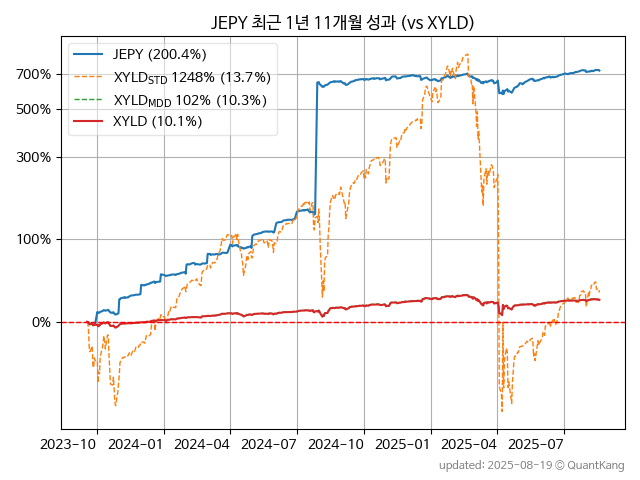 JEPY 최근 1년 11개월 성과 (vs XYLD)
JEPY (200.4%)
XYLD_STD 1248% (13.7%)
XYLD_MDD 102% (10.3%)
XYLD (10.1%)
700%
500%
300%
100%
0%
2023-10 2024-01 2024-04 2024-07 2024-10 2025-01 2025-04 2025-07
updated: 2025-08-19 © QuantKang